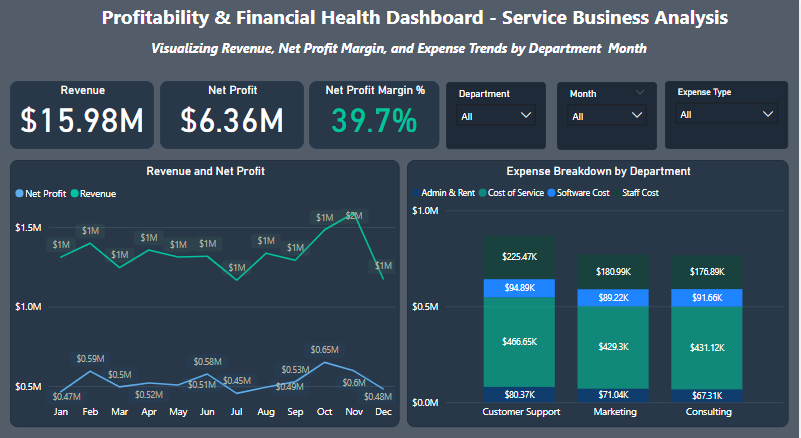 Profitability & Financial Health Dashboard - Service Business Analysis
Visualizing Revenue, Net Profit Margin, and Expense Trends by Department Month
Revenue
$15.98M
Net Profit
$6.36M
Net Profit Margin %
39.7%
Department
All
Month
All
Expense Type
All
Revenue and Net Profit
Net Profit Revenue
$1.5M
$1.0M
$0.5M
$1M $1M $1M $1M $1M $1M $1M $1M $1M $1M $2M $1M
$0.47M $0.59M $0.5M $0.52M $0.51M $0.58M $0.45M $0.49M $0.53M $0.65M $0.6M $0.48M
Jan Feb Mar Apr May Jun Jul Aug Sep Oct Nov Dec
Expense Breakdown by Department
Admin & Rent Cost of Service Software Cost Staff Cost
$1.0M
$0.5M
$0.0M
$225.47K $180.99K $176.89K
$94.89K $89.22K $91.66K
$466.65K $429.3K $431.12K
$80.37K $71.04K $67.31K
Customer Support Marketing Consulting